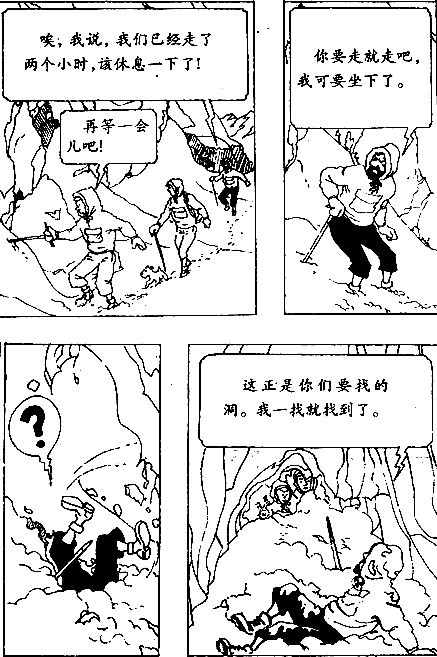 唉，我说，我们已经走了
两个小时，该休息一下了！
再等一会
儿吧！
你要走就走吧，
我可要坐下了。
？
这正是你们要找的
洞。我一找就找到了。